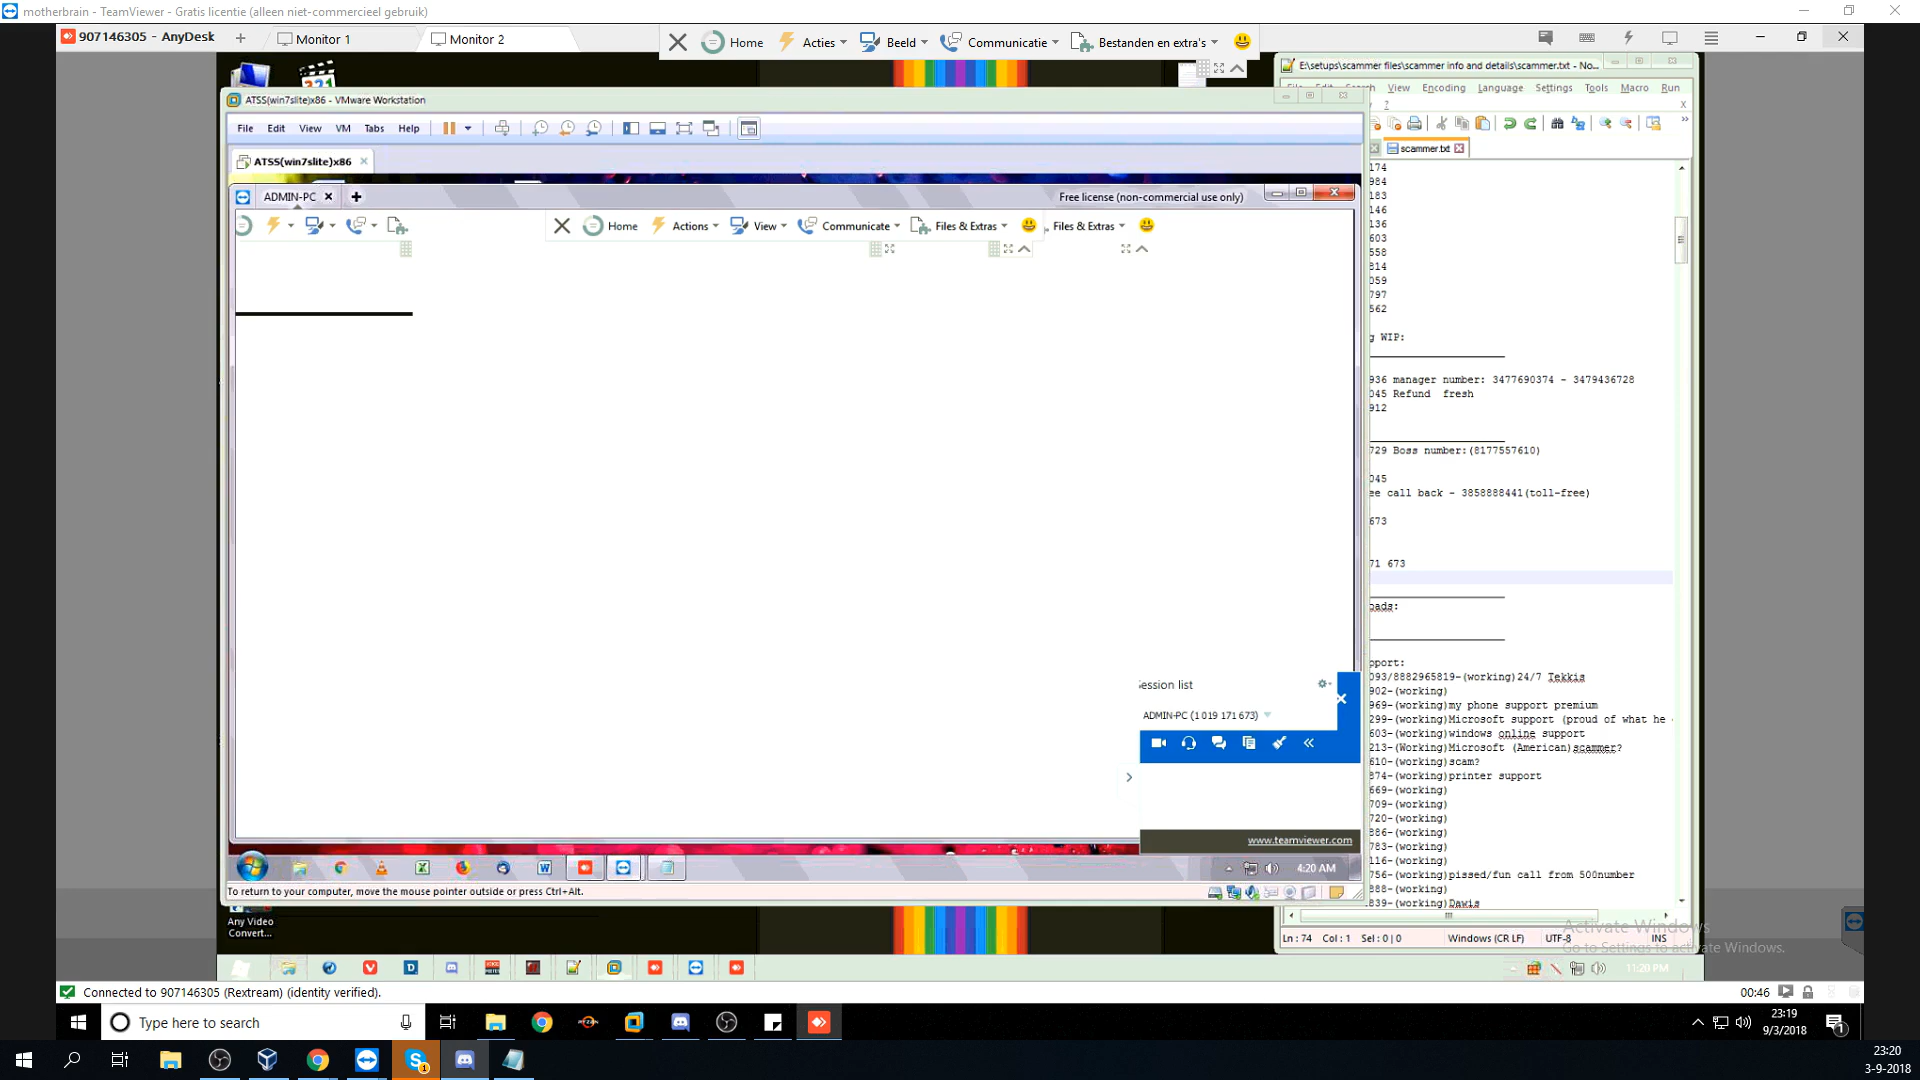 motherbrain - TeamViewer - Gratis licentie (alleen niet-commercieel gebruik)
907146305 - AnyDesk
Monitor 1
Monitor 2
Home
Acties
Beeld
Communicatie
Bestanden en extra's
ATSS(win7slite)x86 - VMware Workstation
File Edit View VM Tabs Help
ATSS(win7slite)x86
ADMIN-PC
Free license (non-commercial use only)
Home
Actions
View
Communicate
Files & Extras
Files & Extras
Session list
ADMIN-PC (1 019 171 673)
www.teamviewer.com
4:20 AM
To return to your computer, move the mouse pointer outside or press Ctrl+Alt.
E:\setups\scammer files\scammer info and details\scammer.txt - No...
View Encoding Language Settings Tools Macro Run
?
X
scammer.txt
174
984
183
146
136
603
558
814
059
797
562
g WIP:
936 manager number: 3477690374 - 3479436728
045 Refund fresh
912
729 Boss number:(8177557610)
045
ee call back - 3858888441(toll-free)
673
71 673
oads:
pport:
093/8882965819-(working)24/7 Tekkis
902-(working)
969-(working)my phone support premium
299-(working)Microsoft support (proud of what he
603-(working)windows online support
213-(Working)Microsoft (American)scammer?
610-(working)scam?
874-(working)printer support
669-(working)
709-(working)
720-(working)
886-(working)
783-(working)
116-(working)
756-(working)pissed/fun call from 500number
888-(working)
839-(working)Dawis
Ln : 74 Col : 1 Sel : 0 | 0
Windows (CR LF)
UTF-8
INS
Activate Windows
Go to Settings to activate Windows.
Any Video
Convert...
11:20 PM
Connected to 907146305 (Rextream) (identity verified).
00:46
Type here to search
23:19
9/3/2018
1
1
23:20
3-9-2018